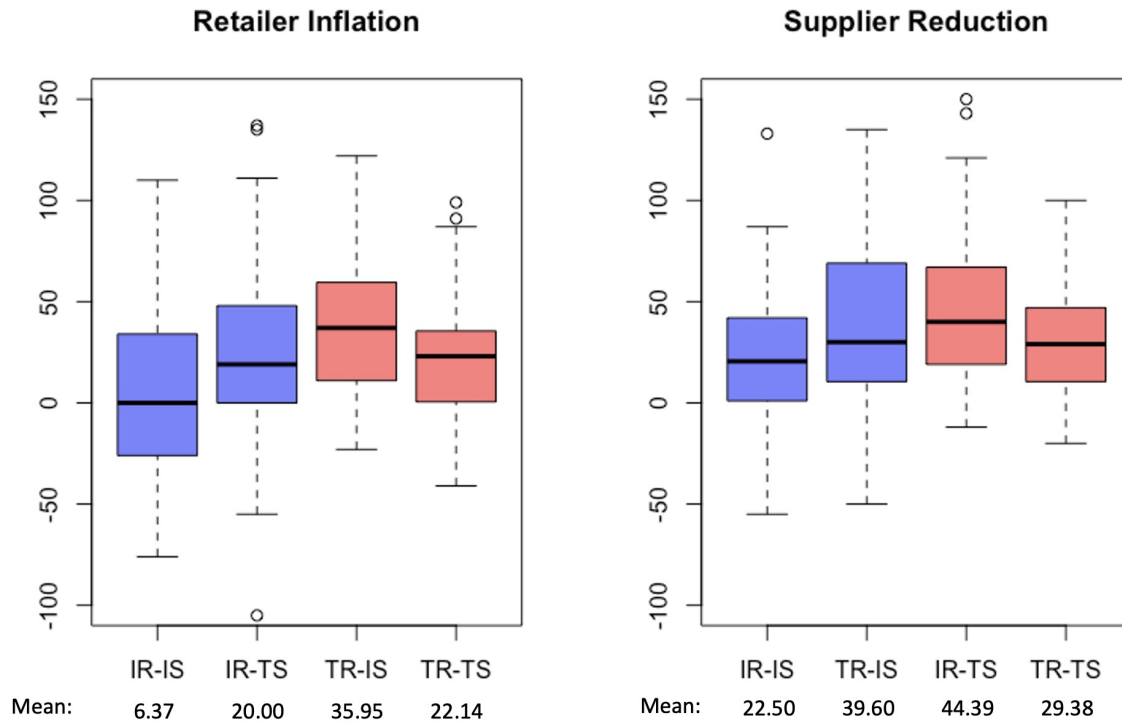 Retailer Inflation
150
100
50
0
-50
-100
IR-IS IR-TS TR-IS TR-TS
Mean: 6.37 20.00 35.95 22.14
Supplier Reduction
150
100
50
0
-50
-100
IR-IS TR-IS IR-TS TR-TS
22.50 39.60 44.39 29.38
Mean: